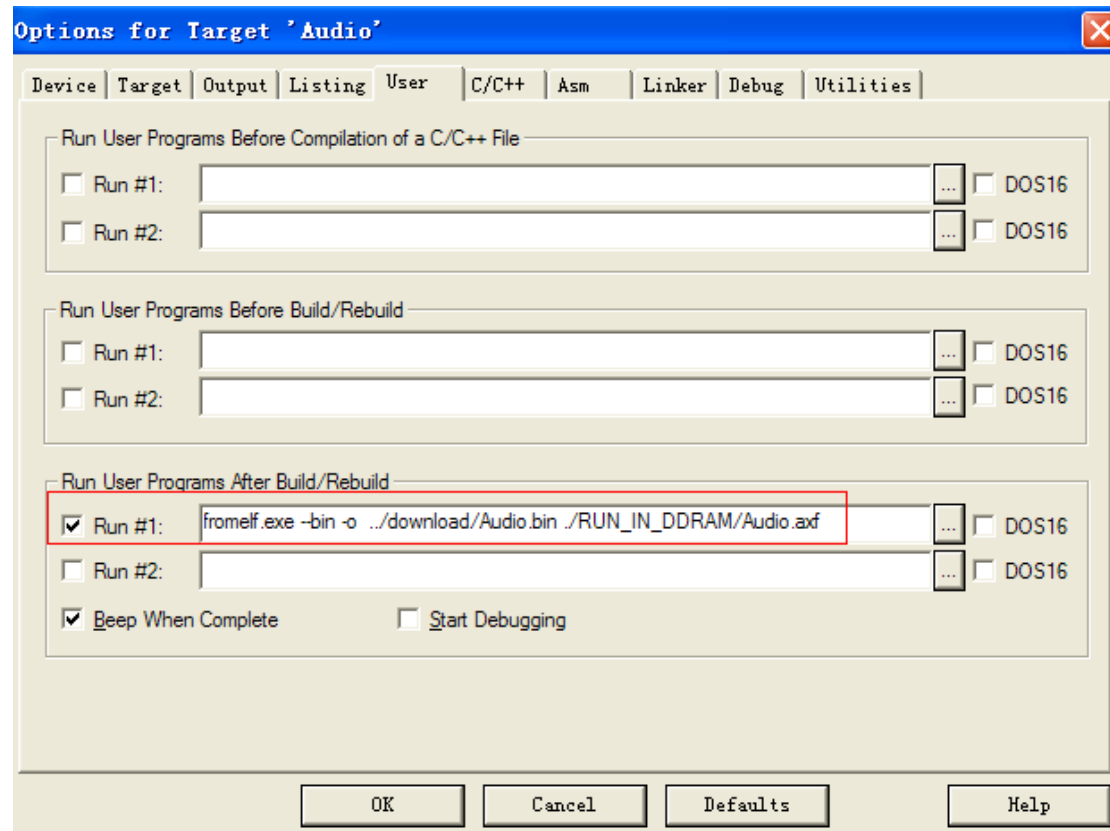 Options for Target 'Audio'
Device Target Output Listing User C/C++ Asm Linker Debug Utilities
Run User Programs Before Compilation of a C/C++ File
Run #1: ... DOS16
Run #2: ... DOS16
Run User Programs Before Build/Rebuild
Run #1: ... DOS16
Run #2: ... DOS16
Run User Programs After Build/Rebuild
Run #1: fromelf.exe --bin -o ../download/Audio.bin ./RUN_IN_DDRAM/Audio.axf ... DOS16
Run #2: ... DOS16
Beep When Complete Start Debugging
OK Cancel Defaults Help